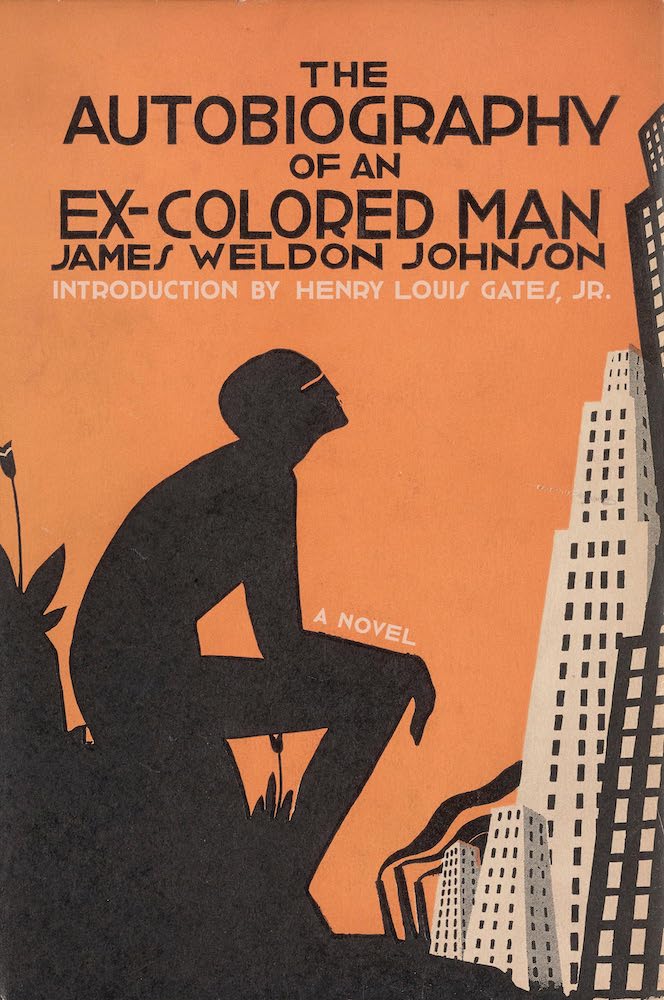 THE
AUTOBIOGRAPHY
OF AN
EX-COLORED MAN
JAMES WELDON JOHNSON
INTRODUCTION BY HENRY LOUIS GATES, JR.
A NOVEL